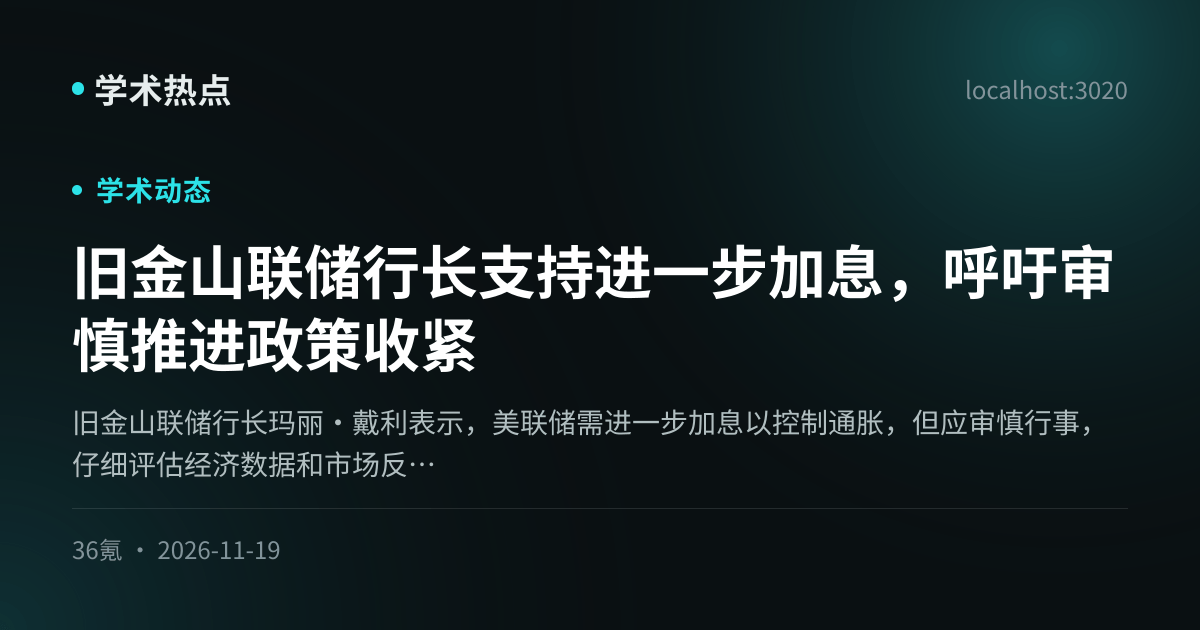 学术热点
localhost:3020
学术动态
旧金山联储行长支持进一步加息，呼吁审
慎推进政策收紧
旧金山联储行长玛丽·戴利表示，美联储需进一步加息以控制通胀，但应审慎行事，
仔细评估经济数据和市场反…
36氪 · 2026-11-19